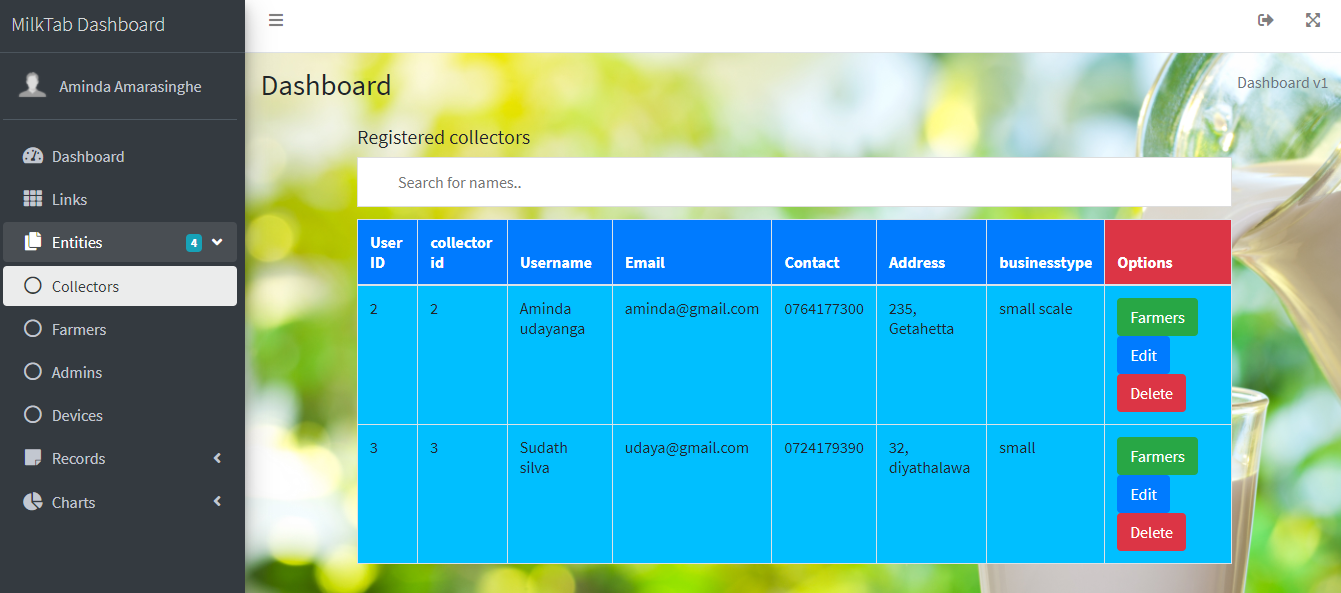 MilkTab Dashboard
Aminda Amarasinghe
Dashboard
Links
Entities 4
Collectors
Farmers
Admins
Devices
Records
Charts
Dashboard
Dashboard v1
Registered collectors
Search for names..
User ID collector id Username Email Contact Address businesstype Options
2 2 Aminda udayanga aminda@gmail.com 0764177300 235, Getahetta small scale Farmers
Edit
Delete
3 3 Sudath silva udaya@gmail.com 0724179390 32, diyathalawa small Farmers
Edit
Delete